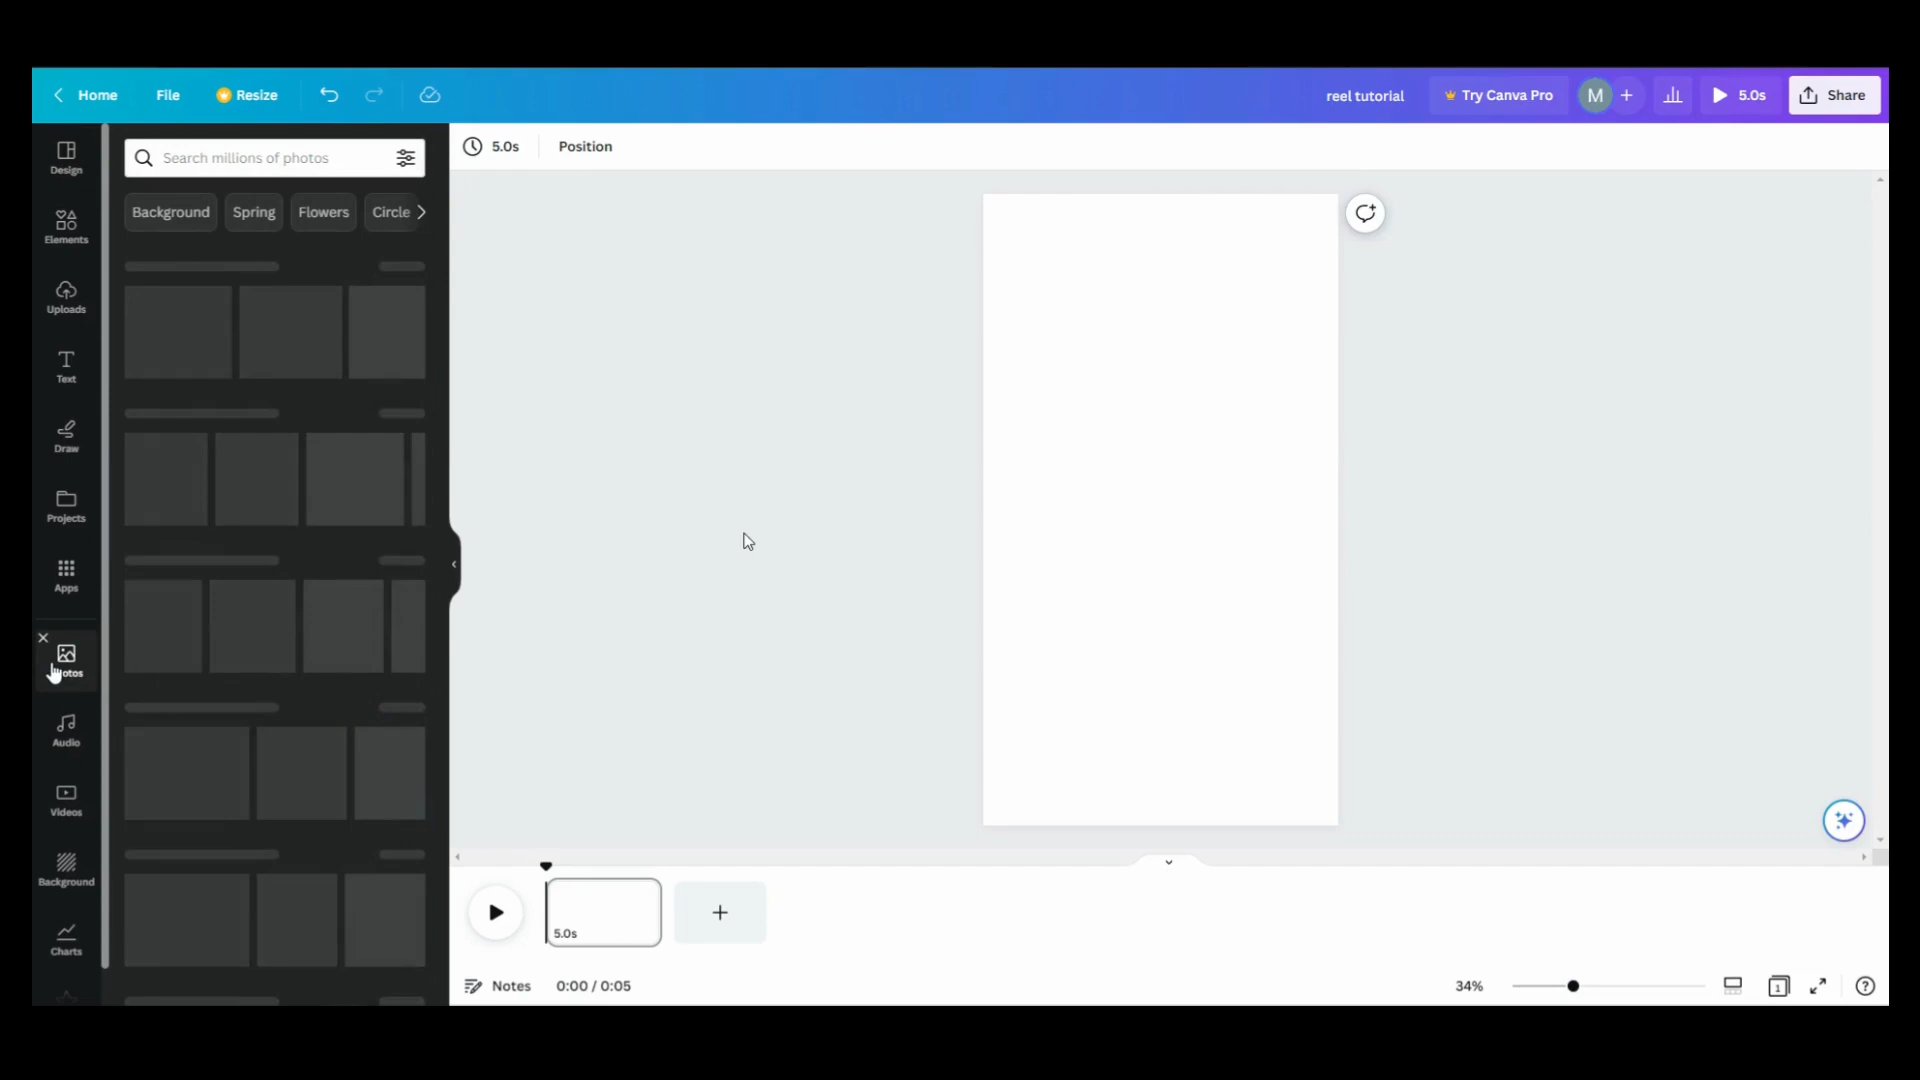 Home File Resize reel tutorial Try Canva Pro M + 5.0s Share
Design
Elements
Uploads
Text
Draw
Projects
Apps
otos
Audio
Videos
Background
Charts
Search millions of photos
Background Spring Flowers Circle
5.0s Position
5.0s
Notes 0:00 / 0:05 34% 1 ?